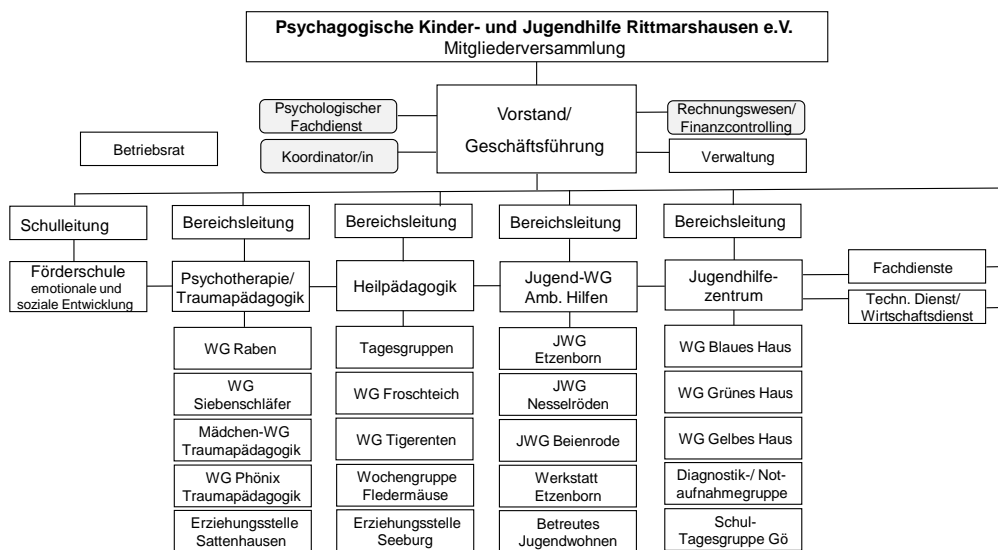 Psychagogische Kinder- und Jugendhilfe Rittmarshausen e.V.
Mitgliederversammlung
Psychologischer
Fachdienst
Vorstand/
Geschäftsführung
Rechnungswesen/
Finanzcontrolling
Betriebsrat
Koordinator/in
Verwaltung
Schulleitung
Bereichsleitung
Bereichsleitung
Bereichsleitung
Bereichsleitung
Förderschule
emotionale und
soziale Entwicklung
Psychotherapie/
Traumapädagogik
Heilpädagogik
Jugend-WG
Amb. Hilfen
Jugendhilfe-
zentrum
Fachdienste
Techn. Dienst/
Wirtschaftsdienst
WG Raben
Tagesgruppen
JWG
Etzenborn
WG Blaues Haus
WG
Siebenschläfer
WG Froschteich
JWG
Nesselröden
WG Grünes Haus
Mädchen-WG
Traumapädagogik
WG Tigerenten
JWG Beienrode
WG Gelbes Haus
WG Phönix
Traumapädagogik
Wochengruppe
Fledermäuse
Werkstatt
Etzenborn
Diagnostik-/ Not-
aufnahmegruppe
Erziehungsstelle
Sattenhausen
Erziehungsstelle
Seeburg
Betreutes
Jugendwohnen
Schul-
Tagesgruppe Gö